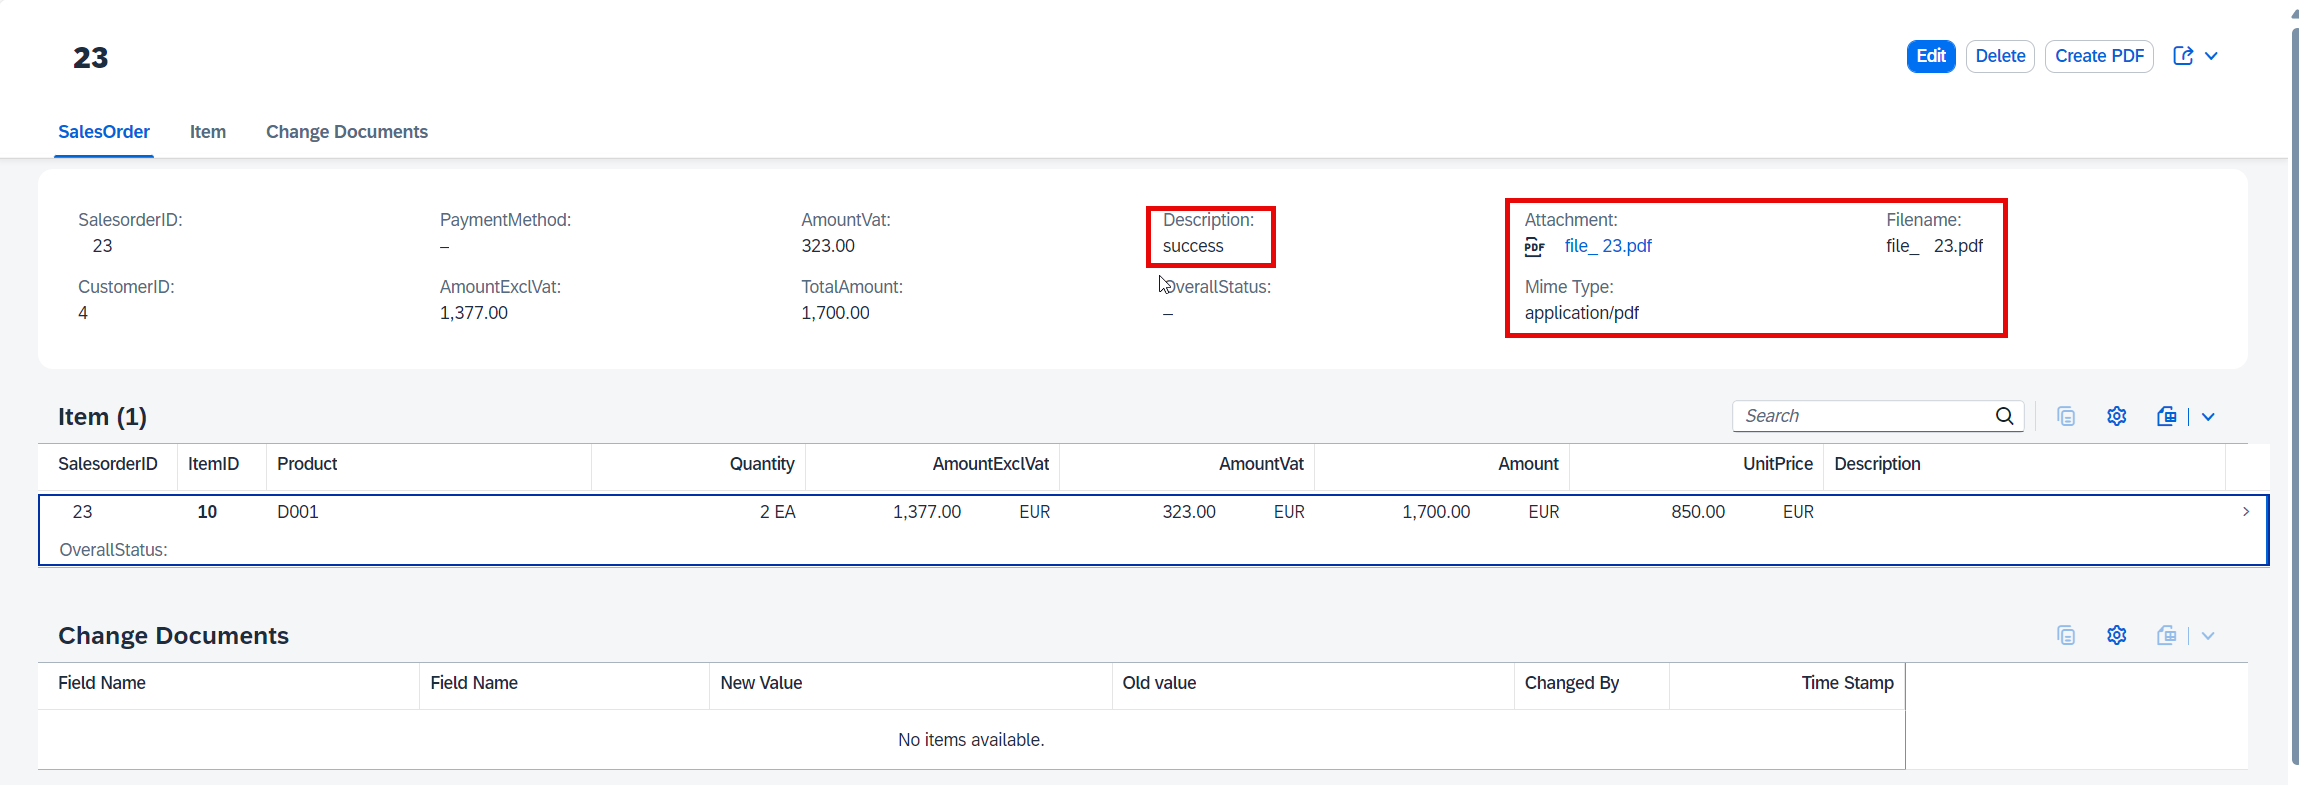 23
Edit Delete Create PDF
SalesOrder Item Change Documents
SalesorderID: PaymentMethod: AmountVat: Description: Attachment: Filename:
23 – 323.00 success PDF file_ 23.pdf file_ 23.pdf
CustomerID: AmountExclVat: TotalAmount: OverallStatus: Mime Type:
4 1,377.00 1,700.00 – application/pdf
Item (1) Search
SalesorderID ItemID Product Quantity AmountExclVat AmountVat Amount UnitPrice Description
23 10 D001 2 EA 1,377.00 EUR 323.00 EUR 1,700.00 EUR 850.00 EUR
OverallStatus:
Change Documents
Field Name Field Name New Value Old value Changed By Time Stamp
No items available.